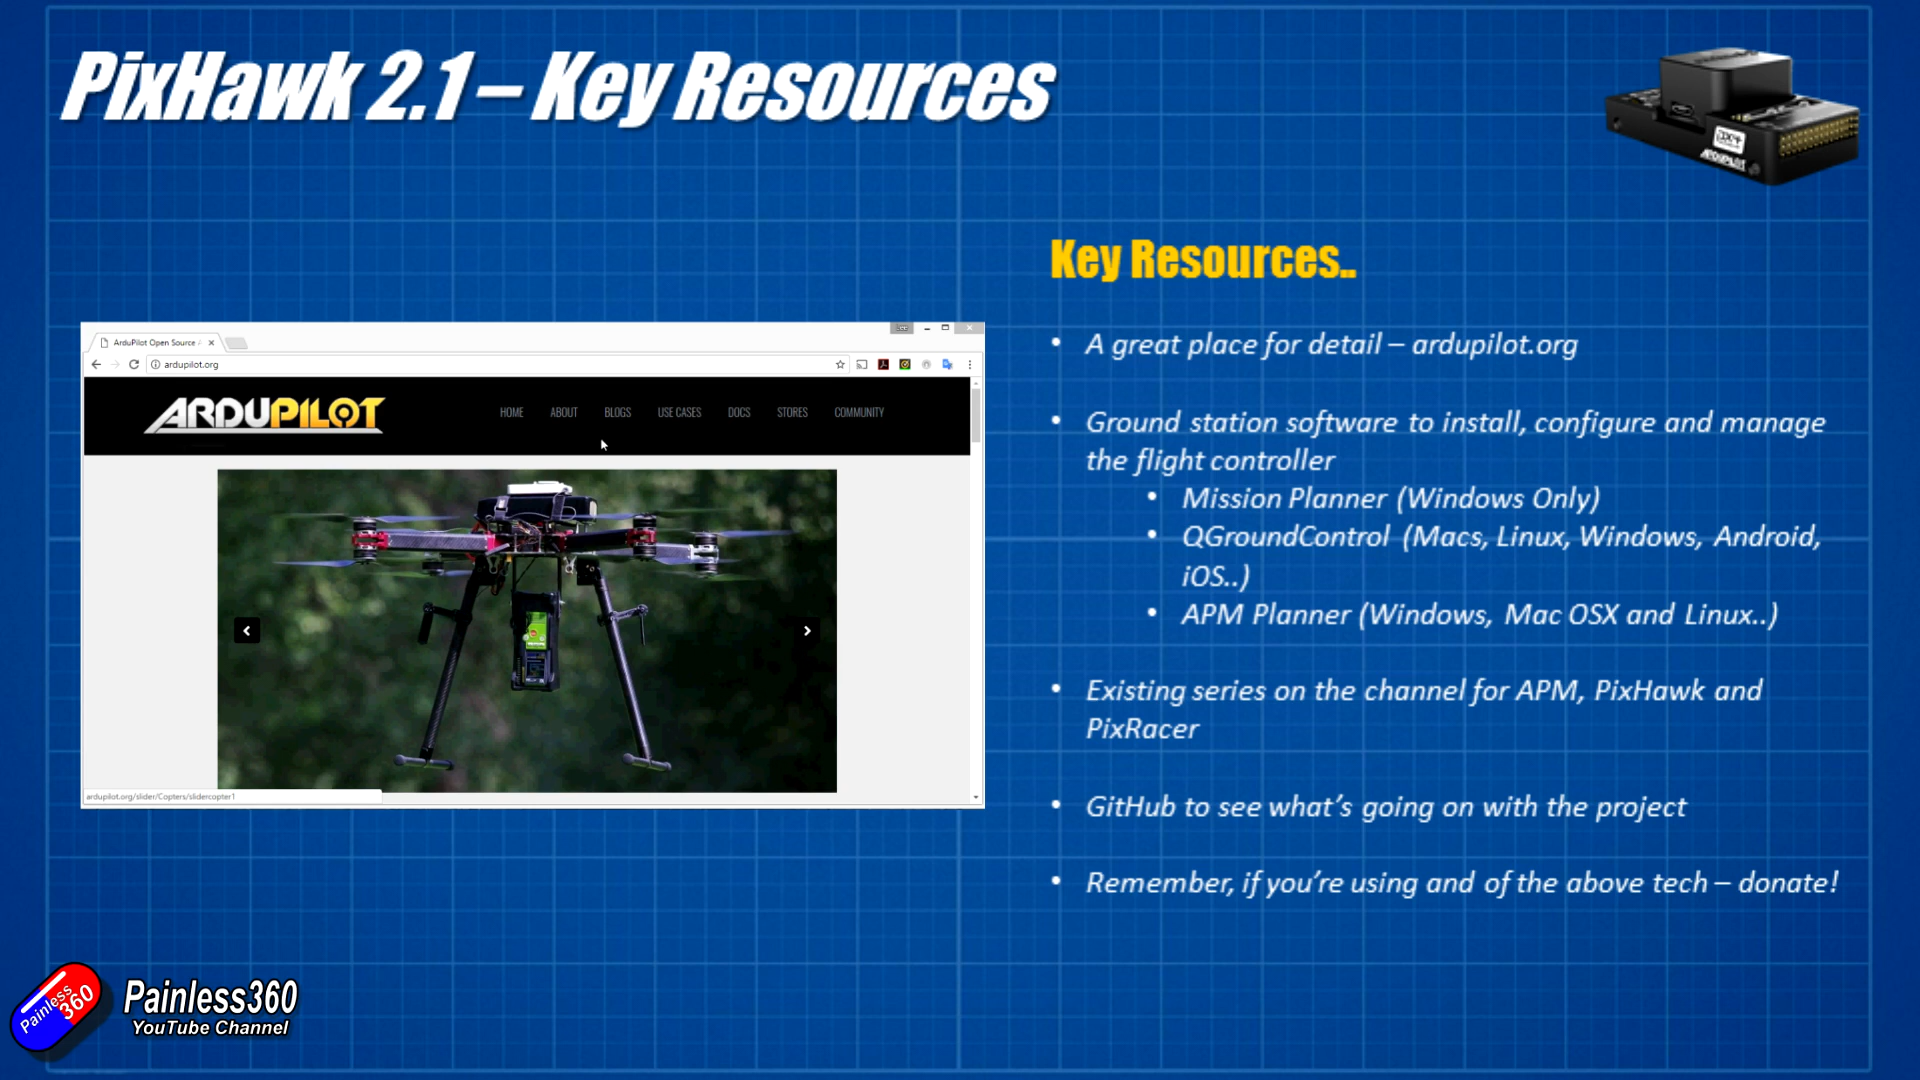 PixHawk 2.1 – Key Resources
ARDUPILOT
Key Resources..
• A great place for detail – ardupilot.org
• Ground station software to install, configure and manage
the flight controller
• Mission Planner (Windows Only)
• QGroundControl (Macs, Linux, Windows, Android,
iOS..)
• APM Planner (Windows, Mac OSX and Linux..)
• Existing series on the channel for APM, PixHawk and
PixRacer
• GitHub to see what's going on with the project
• Remember, if you're using and of the above tech – donate!
ArduPilot Open Source
ardupilot.org
ARDUPILOT
HOME ABOUT BLOGS USE CASES DOCS STORES COMMUNITY
ardupilot.org/slider/Copters/slidercopter1
Painless
360
Painless360
YouTube Channel